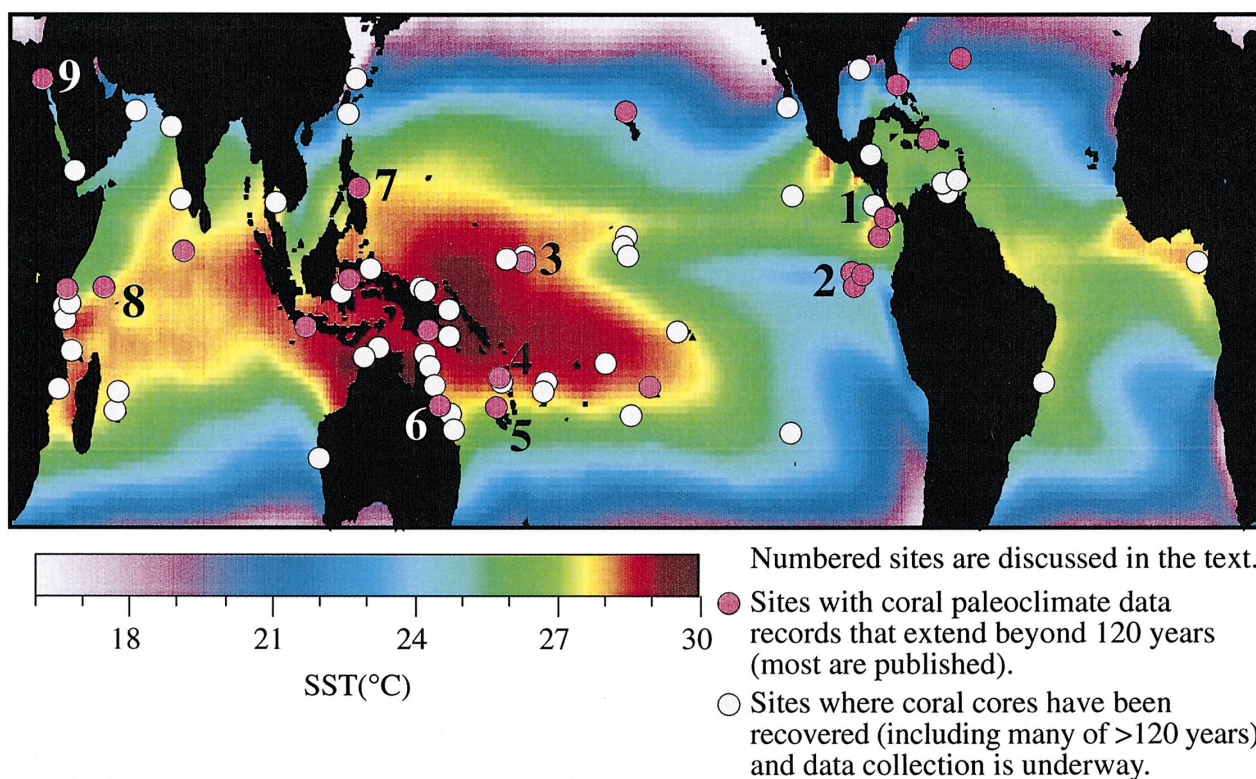 9
7
1
3
2
8
4
6
5
18 21 24 27 30
SST(°C)
Numbered sites are discussed in the text.
Sites with coral paleoclimate data
records that extend beyond 120 years
(most are published).
Sites where coral cores have been
recovered (including many of >120 years)
and data collection is underway.